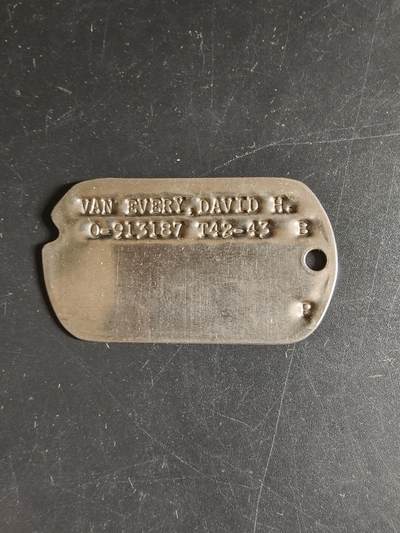 VAN EVERY,DAVID H.
O-913187 T42-43 B
P